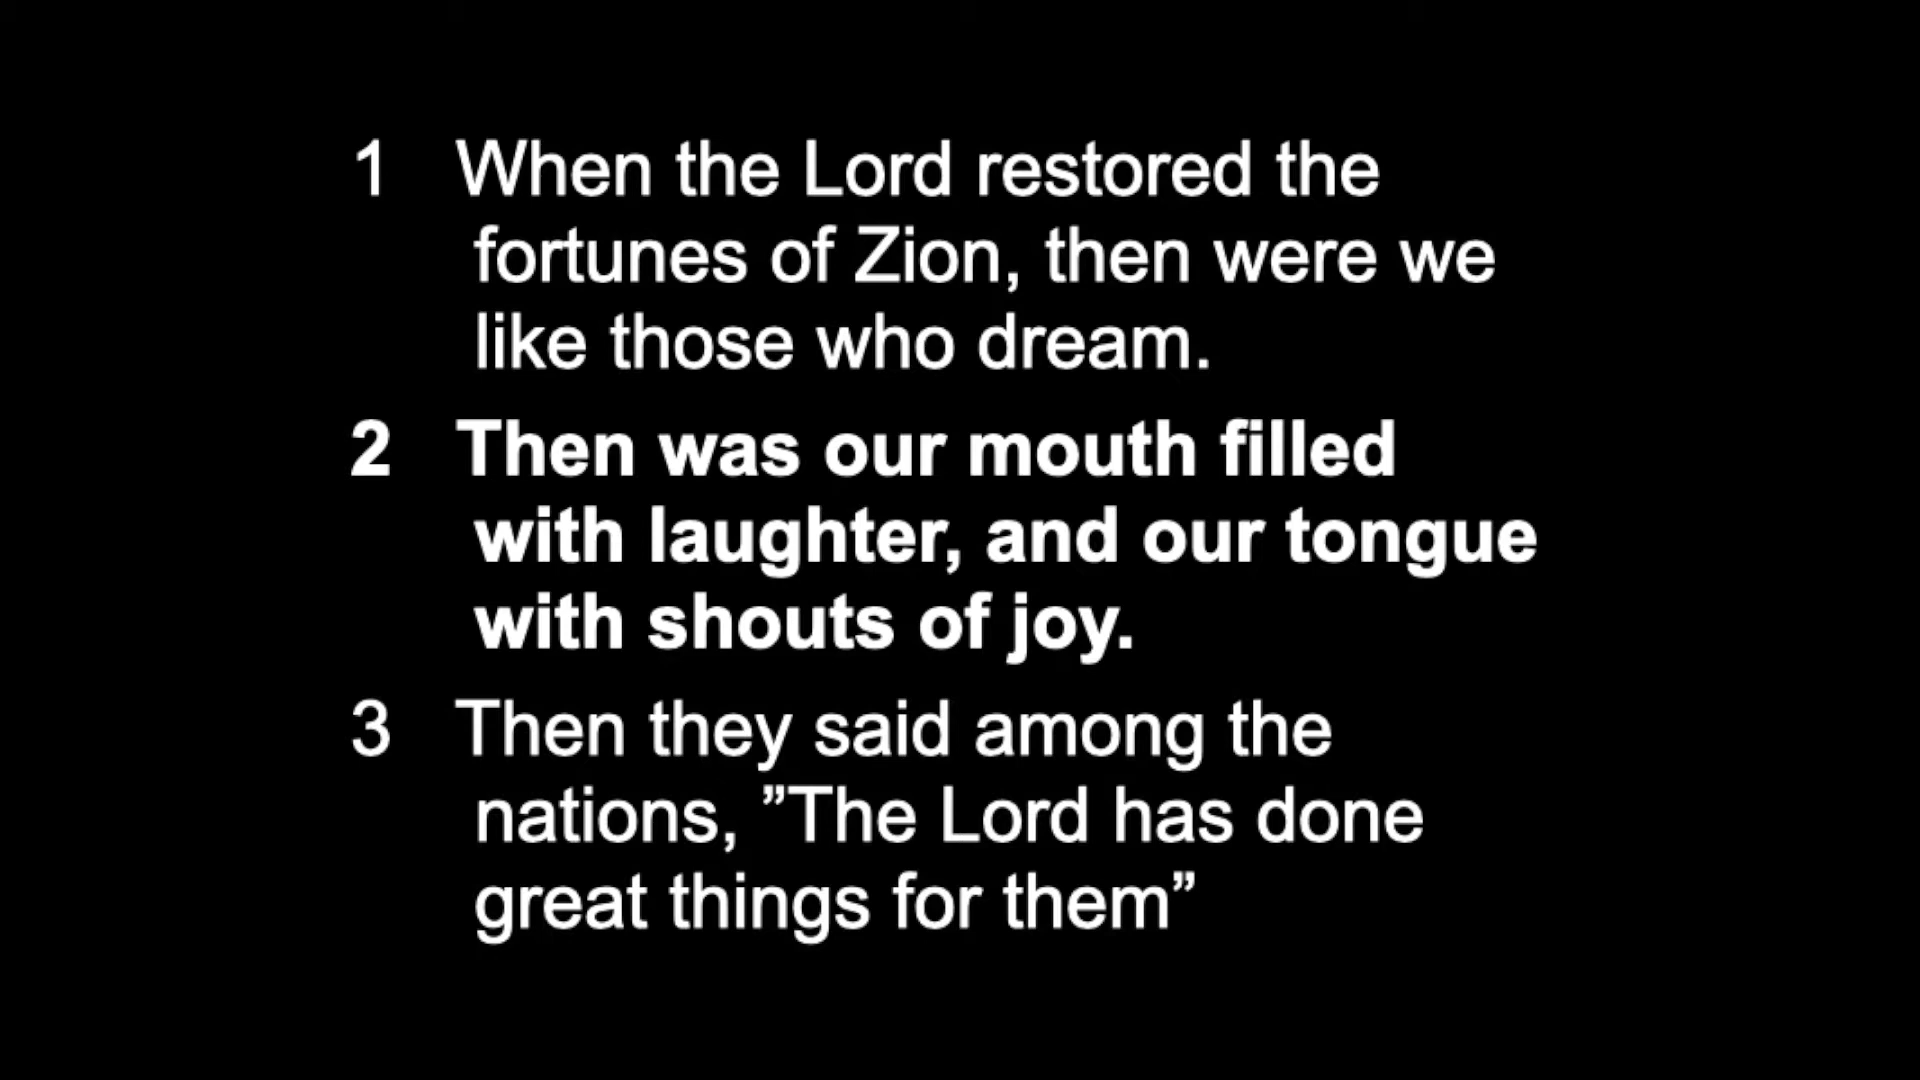 1 When the Lord restored the
fortunes of Zion, then were we
like those who dream.
2 Then was our mouth filled
with laughter, and our tongue
with shouts of joy.
3 Then they said among the
nations, ”The Lord has done
great things for them”